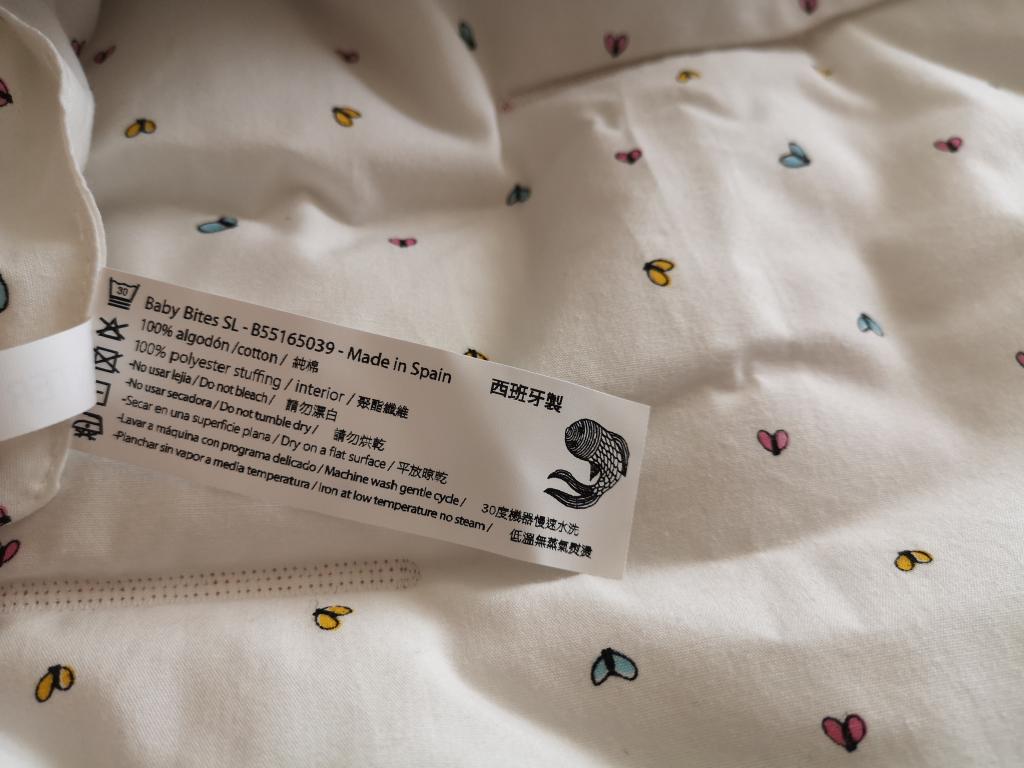 30
Baby Bites SL - B55165039 - Made in Spain 西班牙製
100% algodón /cotton / 純棉
100% polyester stuffing / interior / 聚酯纖維
-No usar lejia / Do not bleach / 請勿漂白
-No usar secadora / Do not tumble dry / 請勿烘乾
-Secar en una superficie plana / Dry on a flat surface / 平放晾乾
-Lavar a máquina con programa delicado / Machine wash gentle cycle / 30度機器慢速水洗
-Planchar sin vapor a media temperatura / Iron at low temperature no steam / 低溫無蒸氣熨燙